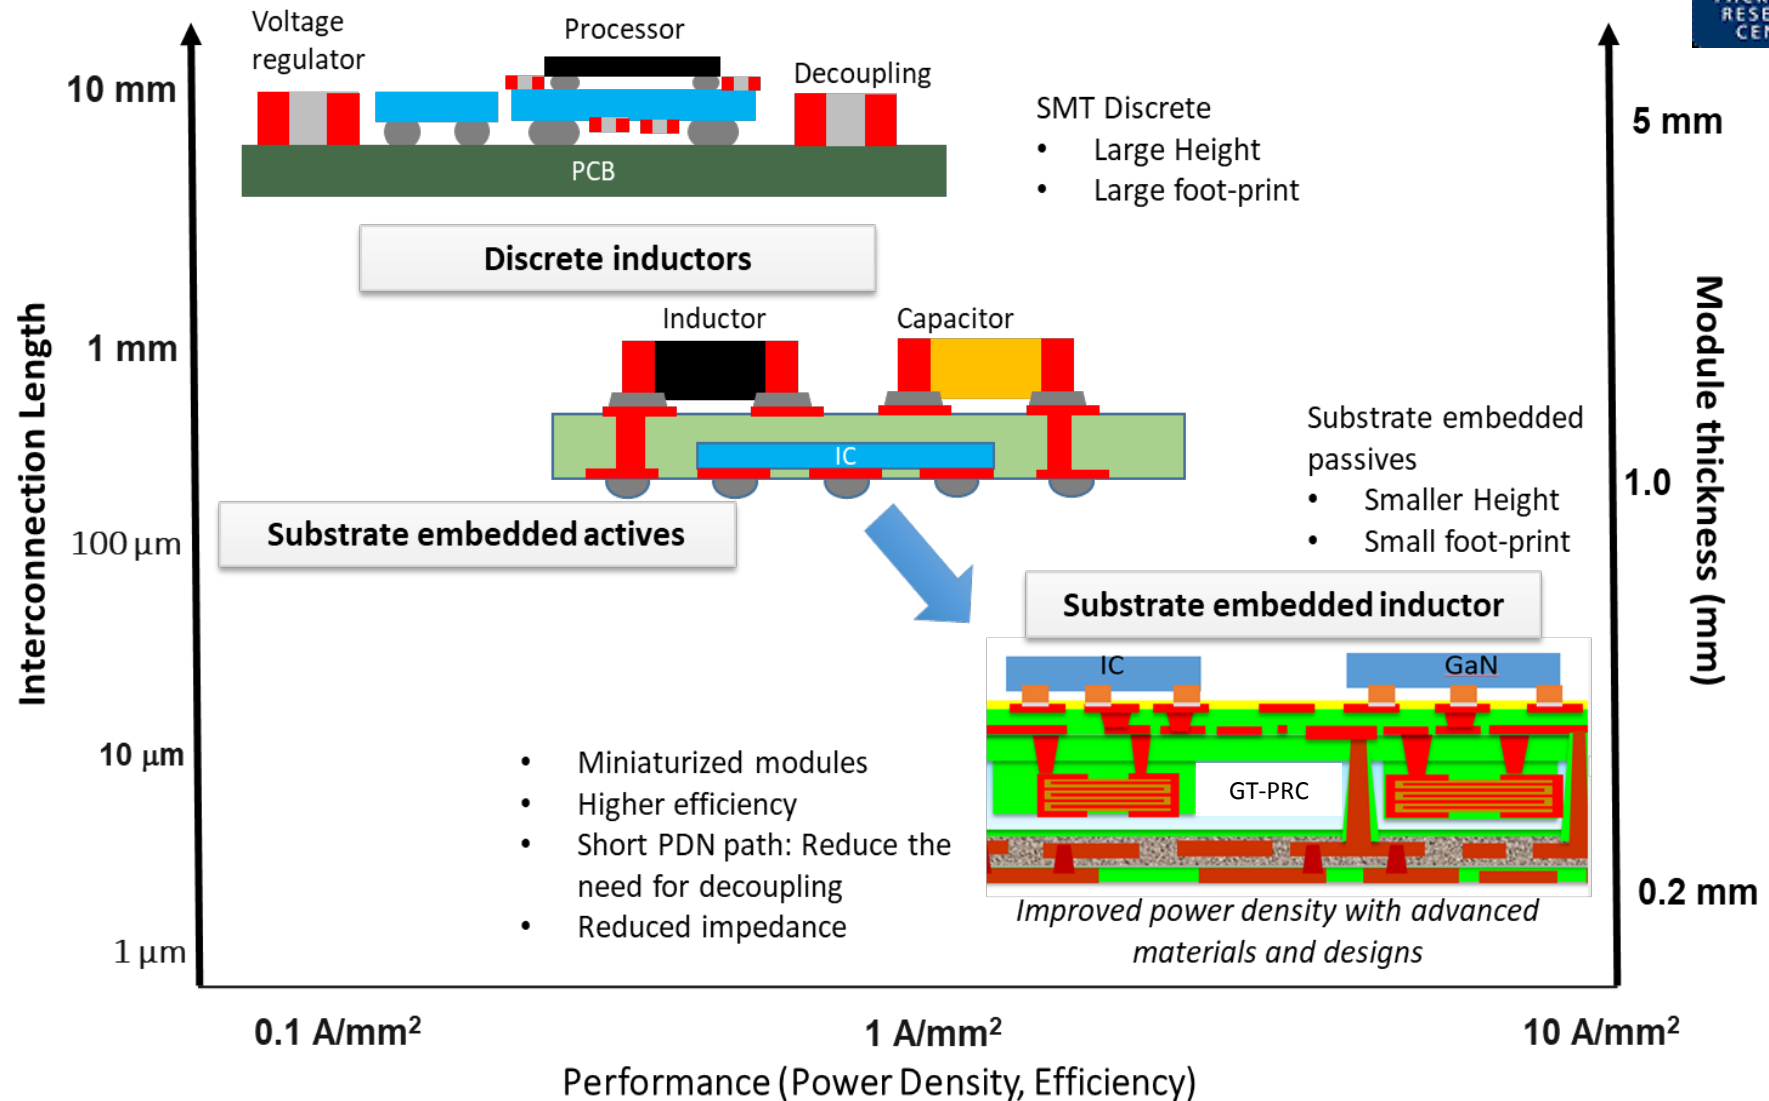 Voltage
regulator
Processor
Decoupling
RESE
CEN
10 mm
PCB
SMT Discrete
• Large Height
• Large foot-print
5 mm
Discrete inductors
Interconnection Length
Module thickness (mm)
1 mm
Inductor
Capacitor
IC
Substrate embedded
passives
• Smaller Height
• Small foot-print
1.0
Substrate embedded actives
100 μm
Substrate embedded inductor
IC
GaN
GT-PRC
10 μm
• Miniaturized modules
• Higher efficiency
• Short PDN path: Reduce the
need for decoupling
• Reduced impedance
0.2 mm
Improved power density with advanced
materials and designs
1 μm
0.1 A/mm²
1 A/mm²
10 A/mm²
Performance (Power Density, Efficiency)